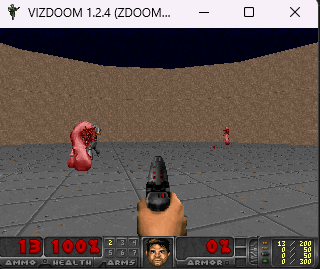 VIZDOOM 1.2.4 (ZDOOM...
13 100% 2 3 4 5 6 7 0% 13 / 200
0 / 50
0 / 50
0 / 300
AMMO HEALTH ARMS ARMOR